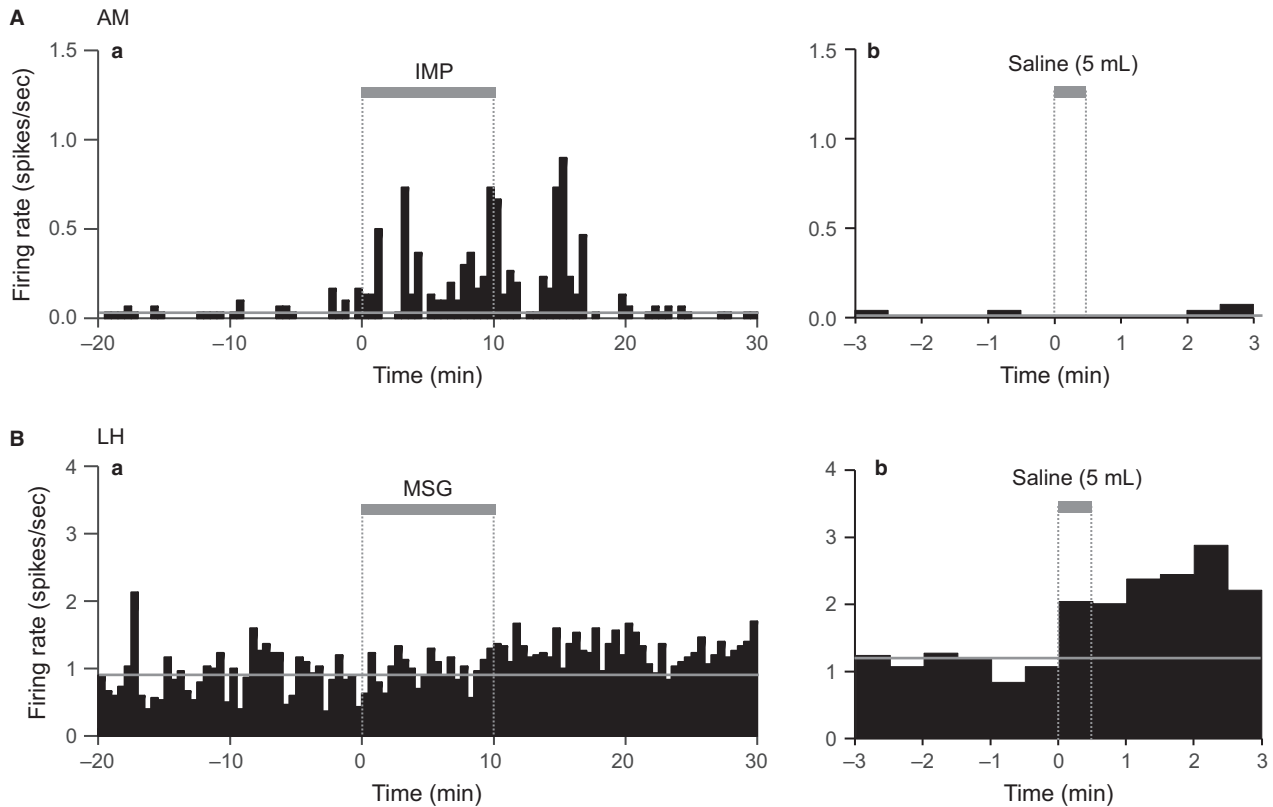 A
AM
a
b
IMP
Saline (5 mL)
Firing rate (spikes/sec)
1.5
1.0
0.5
0.0
–20
–10
0
10
20
30
Time (min)
1.5
1.0
0.5
0.0
–3
–2
–1
0
1
2
3
Time (min)
B
LH
a
b
MSG
Saline (5 mL)
Firing rate (spikes/sec)
4
3
2
1
0
–20
–10
0
10
20
30
Time (min)
4
3
2
1
0
–3
–2
–1
0
1
2
3
Time (min)